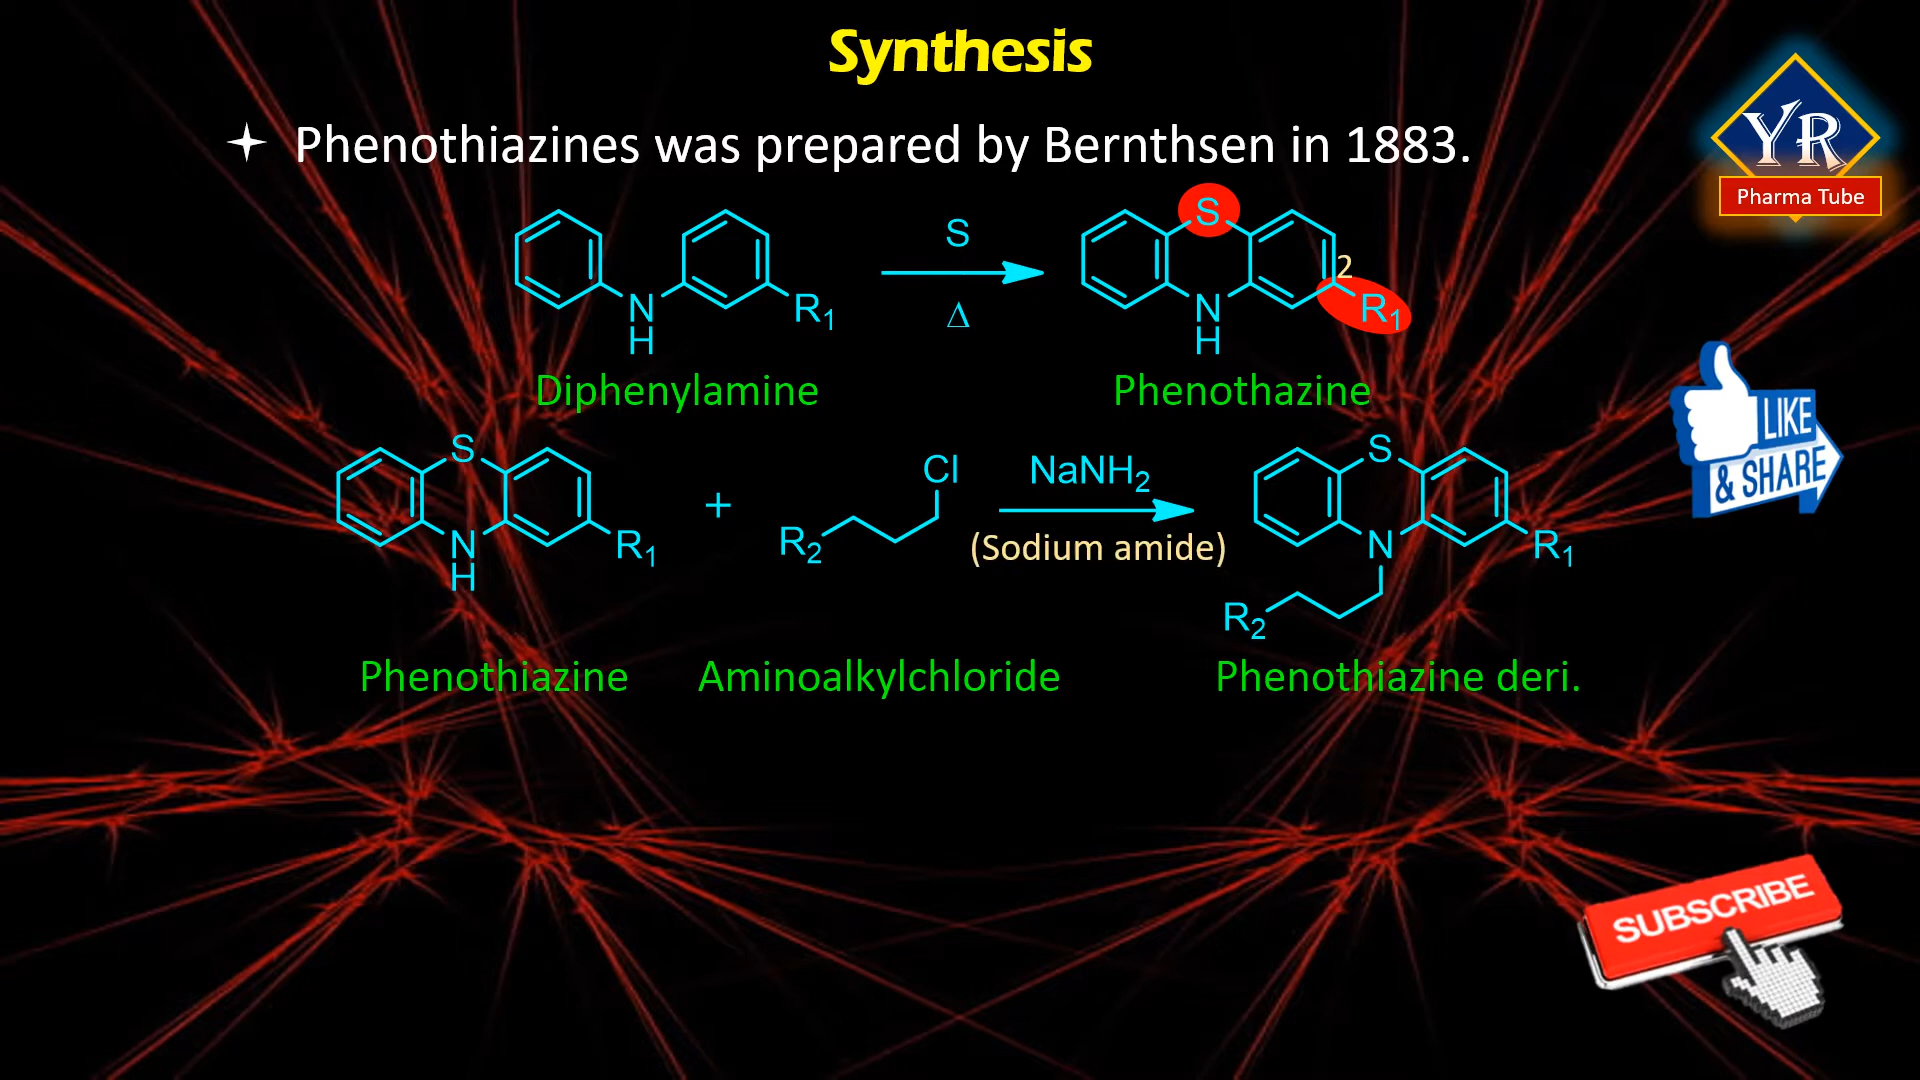 Synthesis
Phenothiazines was prepared by Bernthsen in 1883.
YR
Pharma Tube
N
H
R1
S
Δ
S
2
N
H
R1
Diphenylamine
Phenothazine
LIKE
& SHARE
S
N
H
R1
+
R2
Cl
NaNH2
(Sodium amide)
S
N
R1
R2
Phenothiazine
Aminoalkylchloride
Phenothiazine deri.
SUBSCRIBE